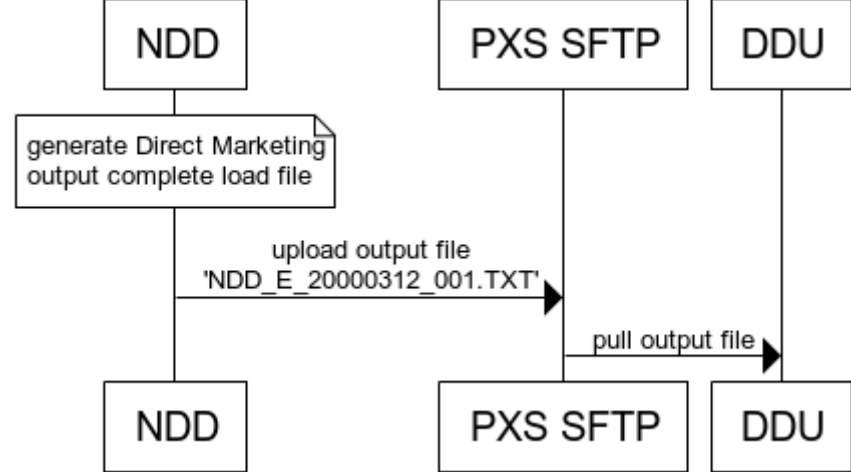 NDD
PXS SFTP
DDU
generate Direct Marketing
output complete load file
upload output file
'NDD_E_20000312_001.TXT'
pull output file
NDD
PXS SFTP
DDU